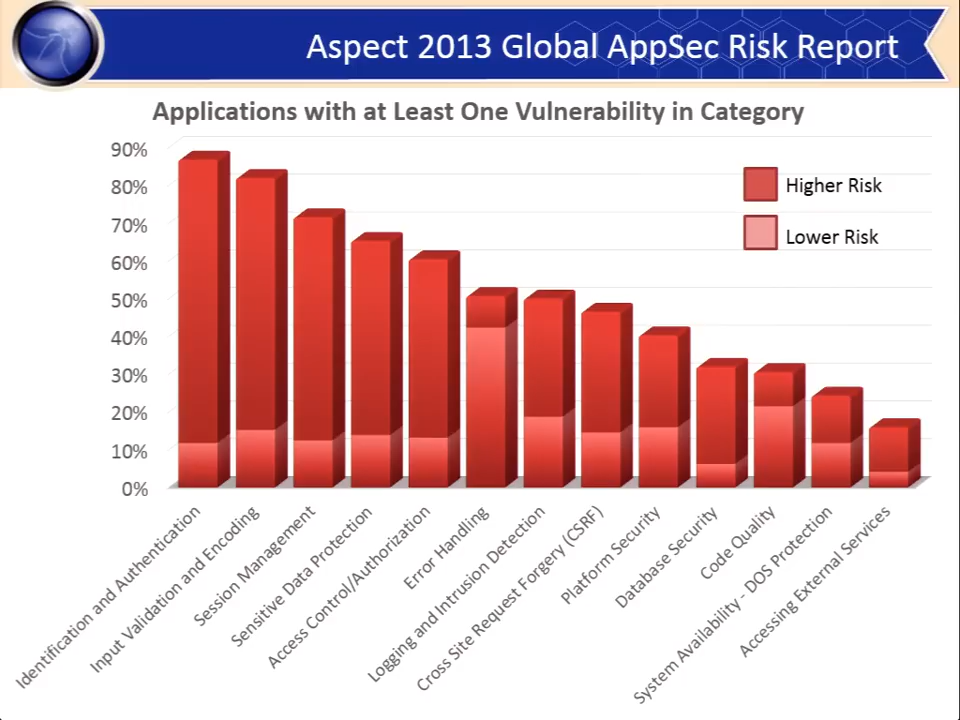 Aspect 2013 Global AppSec Risk Report
Applications with at Least One Vulnerability in Category
90%
80%
70%
60%
50%
40%
30%
20%
10%
0%
Higher Risk
Lower Risk
Identification and Authentication
Input Validation and Encoding
Session Management
Sensitive Data Protection
Access Control/Authorization
Error Handling
Logging and Intrusion Detection
Cross Site Request Forgery (CSRF)
Platform Security
Database Security
Code Quality
System Availability - DOS Protection
Accessing External Services